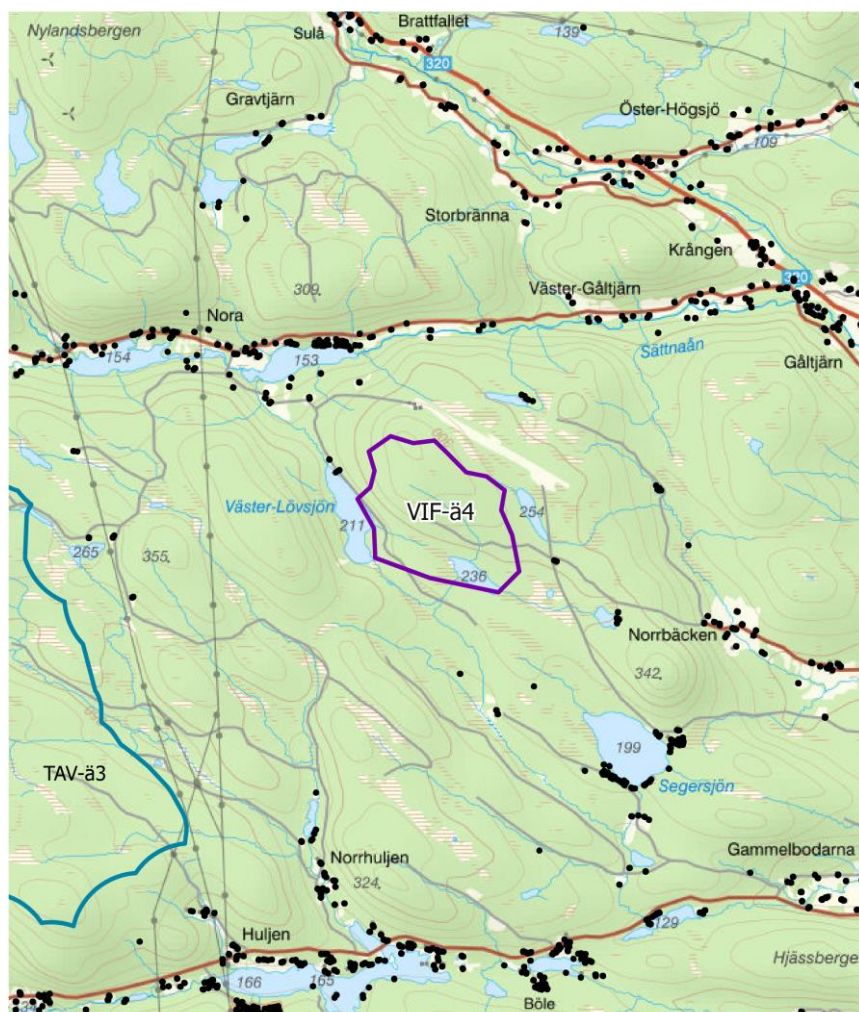 Nylandsbergen
Sulå
Brattfallet
139
320
Gravtjärn
Öster-Högsjö
109
Storbränna
Krången
309
Väster-Gåltjärn
320
Nora
154
153
Sättnaån
Gåltjärn
Väster-Lövsjön
211
VIF-ä4
254
265
355
236
Norrbäcken
342
199
TAV-ä3
Segersjön
Norrhuljen
324
Gammelbodarna
129
Huljen
Hjässberge
166
165
Böle